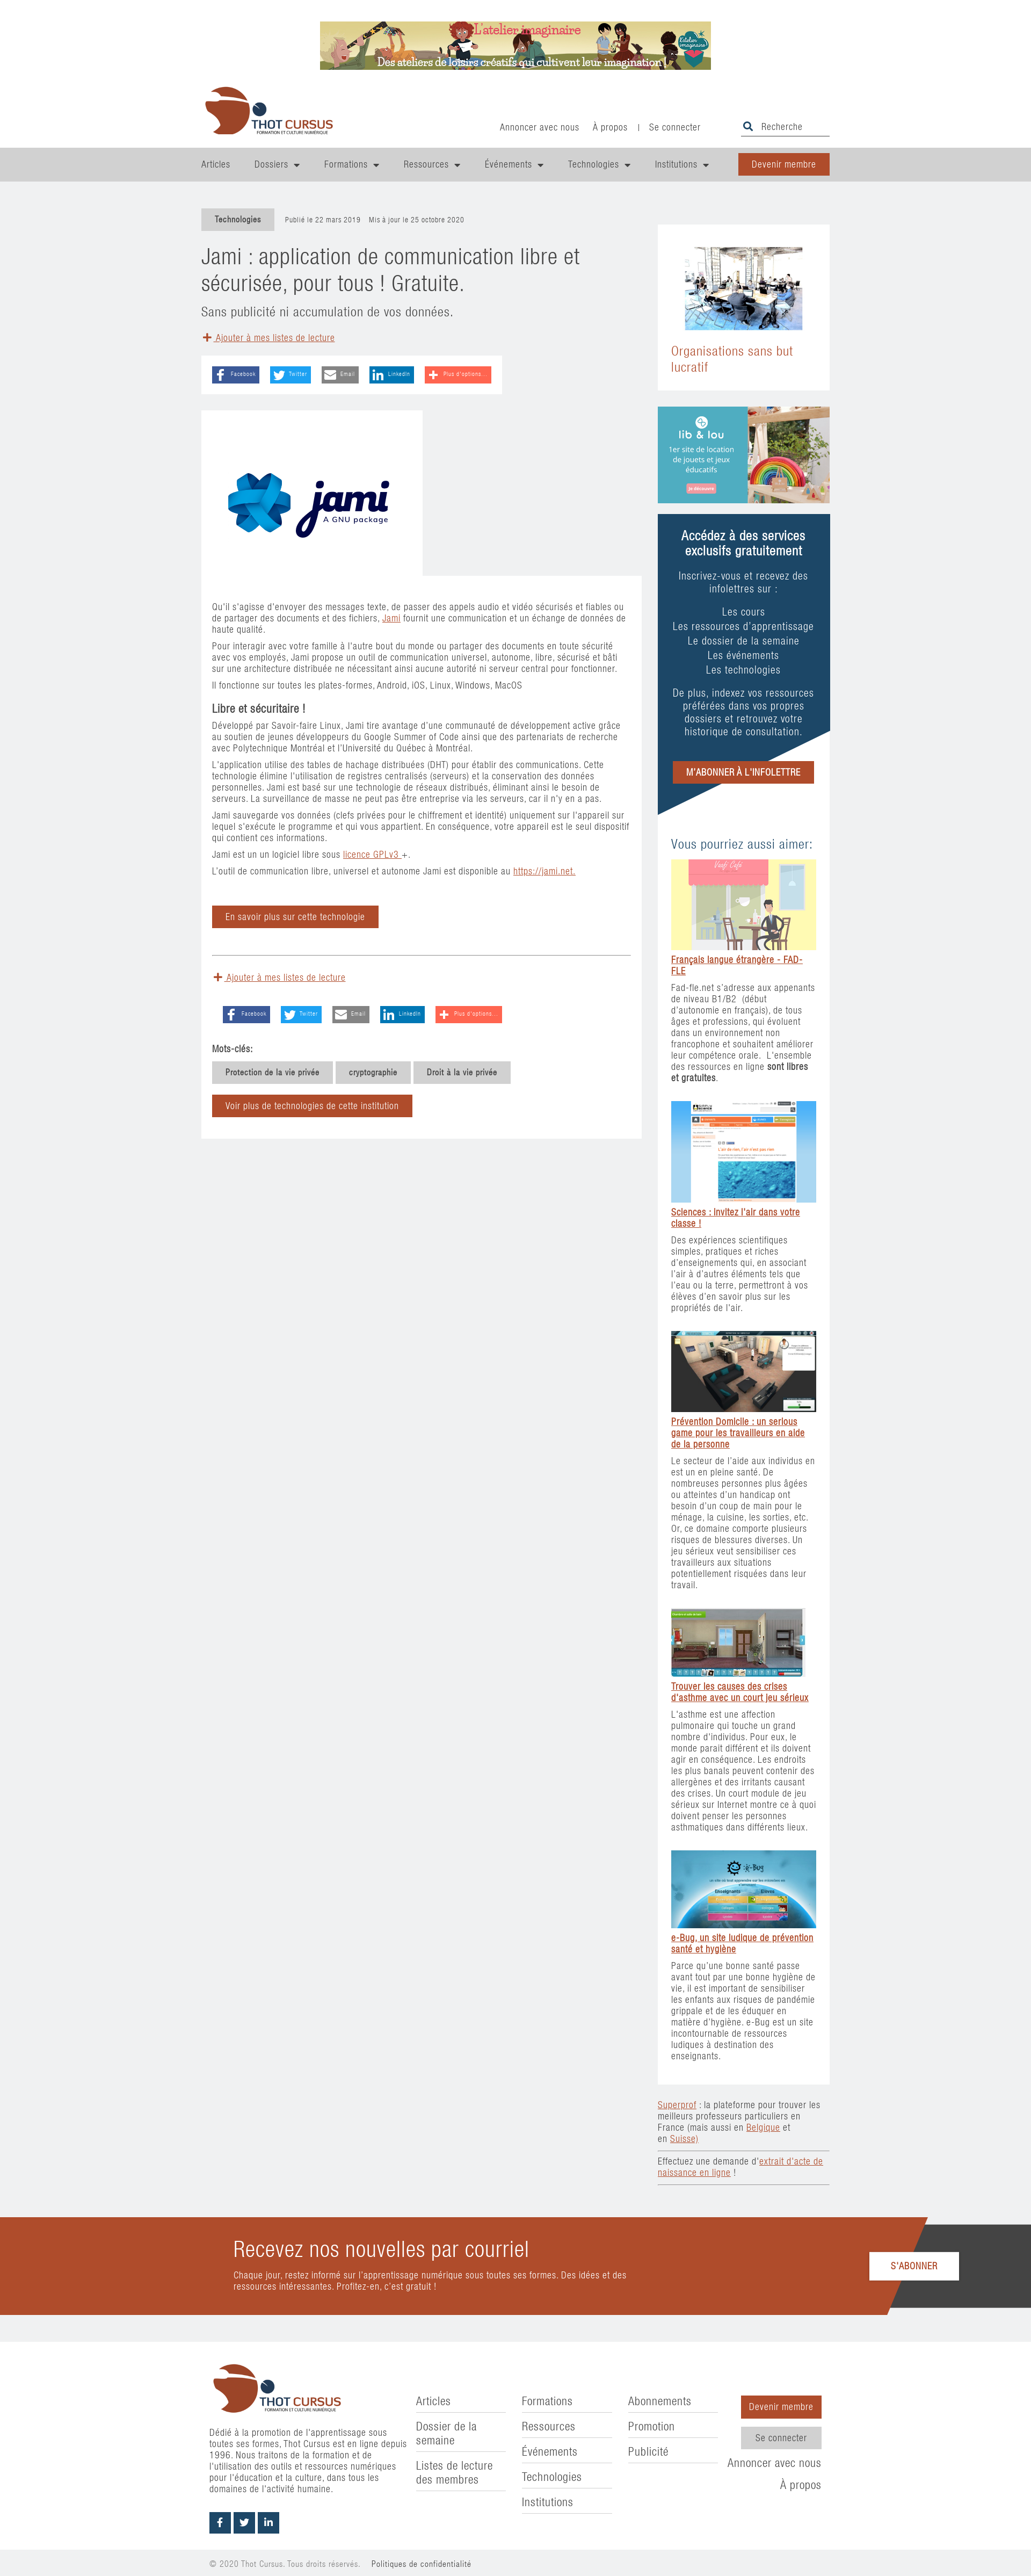 L'atelier imaginaire
Des ateliers de loisirs créatifs qui cultivent leur imagination !
THOT CURSUS
FORMATION ET CULTURE NUMÉRIQUE
Annoncer avec nous
À propos
|
Se connecter
Recherche
Articles
Dossiers
Formations
Ressources
Événements
Technologies
Institutions
Devenir membre
Technologies
Publié le 22 mars 2019
Mis à jour le 25 octobre 2020
Jami : application de communication libre et
sécurisée, pour tous ! Gratuite.
Sans publicité ni accumulation de vos données.
Ajouter à mes listes de lecture
Facebook
Twitter
Email
LinkedIn
Plus d'options...
jami
A GNU package
Qu'il s'agisse d'envoyer des messages texte, de passer des appels audio et vidéo sécurisés et fiables ou
de partager des documents et des fichiers, Jami fournit une communication et un échange de données de
haute qualité.
Pour interagir avec votre famille à l'autre bout du monde ou partager des documents en toute sécurité
avec vos employés, Jami propose un outil de communication universel, autonome, libre, sécurisé et bâti
sur une architecture distribuée ne nécessitant ainsi aucune autorité ni serveur central pour fonctionner.
Il fonctionne sur toutes les plates-formes, Android, iOS, Linux, Windows, MacOS
Libre et sécuritaire !
Développé par Savoir-faire Linux, Jami tire avantage d'une communauté de développement active grâce
au soutien de jeunes développeurs du Google Summer of Code ainsi que des partenariats de recherche
avec Polytechnique Montréal et l'Université du Québec à Montréal.
L'application utilise des tables de hachage distribuées (DHT) pour établir des communications. Cette
technologie élimine l'utilisation de registres centralisés (serveurs) et la conservation des données
personnelles. Jami est basé sur une technologie de réseaux distribués, éliminant ainsi le besoin de
serveurs. La surveillance de masse ne peut pas être entreprise via les serveurs, car il n'y en a pas.
Jami sauvegarde vos données (clefs privées pour le chiffrement et identité) uniquement sur l'appareil sur
lequel s'exécute le programme et qui vous appartient. En conséquence, votre appareil est le seul dispositif
qui contient ces informations.
Jami est un un logiciel libre sous licence GPLv3 +.
L'outil de communication libre, universel et autonome Jami est disponible au https://jami.net.
En savoir plus sur cette technologie
Ajouter à mes listes de lecture
Facebook
Twitter
Email
LinkedIn
Plus d'options...
Mots-clés:
Protection de la vie privée
cryptographie
Droit à la vie privée
Voir plus de technologies de cette institution
Organisations sans but
lucratif
lib & lou
1er site de location
de jouets et jeux
éducatifs
Je découvre
Accédez à des services
exclusifs gratuitement
Inscrivez-vous et recevez des
infolettres sur :
Les cours
Les ressources d'apprentissage
Le dossier de la semaine
Les événements
Les technologies
De plus, indexez vos ressources
préférées dans vos propres
dossiers et retrouvez votre
historique de consultation.
M'ABONNER À L'INFOLETTRE
Vous pourriez aussi aimer:
Français langue étrangère - FAD-
FLE
Fad-fle.net s'adresse aux appenants
de niveau B1/B2 (début
d'autonomie en français), de tous
âges et professions, qui évoluent
dans un environnement non
francophone et souhaitent améliorer
leur compétence orale. L'ensemble
des ressources en ligne sont libres
et gratuites.
Sciences : invitez l'air dans votre
classe !
Des expériences scientifiques
simples, pratiques et riches
d'enseignements qui, en associant
l'air à d'autres éléments tels que
l'eau ou la terre, permettront à vos
élèves d'en savoir plus sur les
propriétés de l'air.
Prévention Domicile : un serious
game pour les travailleurs en aide
de la personne
Le secteur de l'aide aux individus en
est un en pleine santé. De
nombreuses personnes plus âgées
ou atteintes d'un handicap ont
besoin d'un coup de main pour le
ménage, la cuisine, les sorties, etc.
Or, ce domaine comporte plusieurs
risques de blessures diverses. Un
jeu sérieux veut sensibiliser ces
travailleurs aux situations
potentiellement risquées dans leur
travail.
Trouver les causes des crises
d'asthme avec un court jeu sérieux
L'asthme est une affection
pulmonaire qui touche un grand
nombre d'individus. Pour eux, le
monde parait différent et ils doivent
agir en conséquence. Les endroits
les plus banals peuvent contenir des
allergènes et des irritants causant
des crises. Un court module de jeu
sérieux sur Internet montre ce à quoi
doivent penser les personnes
asthmatiques dans différents lieux.
e-Bug
Enseignants
Élèves
e-Bug, un site ludique de prévention
santé et hygiène
Parce qu'une bonne santé passe
avant tout par une bonne hygiène de
vie, il est important de sensibiliser
les enfants aux risques de pandémie
grippale et de les éduquer en
matière d'hygiène. e-Bug est un site
incontournable de ressources
ludiques à destination des
enseignants.
Superprof : la plateforme pour trouver les
meilleurs professeurs particuliers en
France (mais aussi en Belgique et
en Suisse)
Effectuez une demande d'extrait d'acte de
naissance en ligne !
Recevez nos nouvelles par courriel
Chaque jour, restez informé sur l'apprentissage numérique sous toutes ses formes. Des idées et des
ressources intéressantes. Profitez-en, c'est gratuit !
S'ABONNER
THOT CURSUS
FORMATION ET CULTURE NUMÉRIQUE
Dédié à la promotion de l'apprentissage sous
toutes ses formes, Thot Cursus est en ligne depuis
1996. Nous traitons de la formation et de
l'utilisation des outils et ressources numériques
pour l'éducation et la culture, dans tous les
domaines de l'activité humaine.
Articles
Dossier de la
semaine
Listes de lecture
des membres
Formations
Ressources
Événements
Technologies
Institutions
Abonnements
Promotion
Publicité
Devenir membre
Se connecter
Annoncer avec nous
À propos
© 2020 Thot Cursus. Tous droits réservés.
Politiques de confidentialité